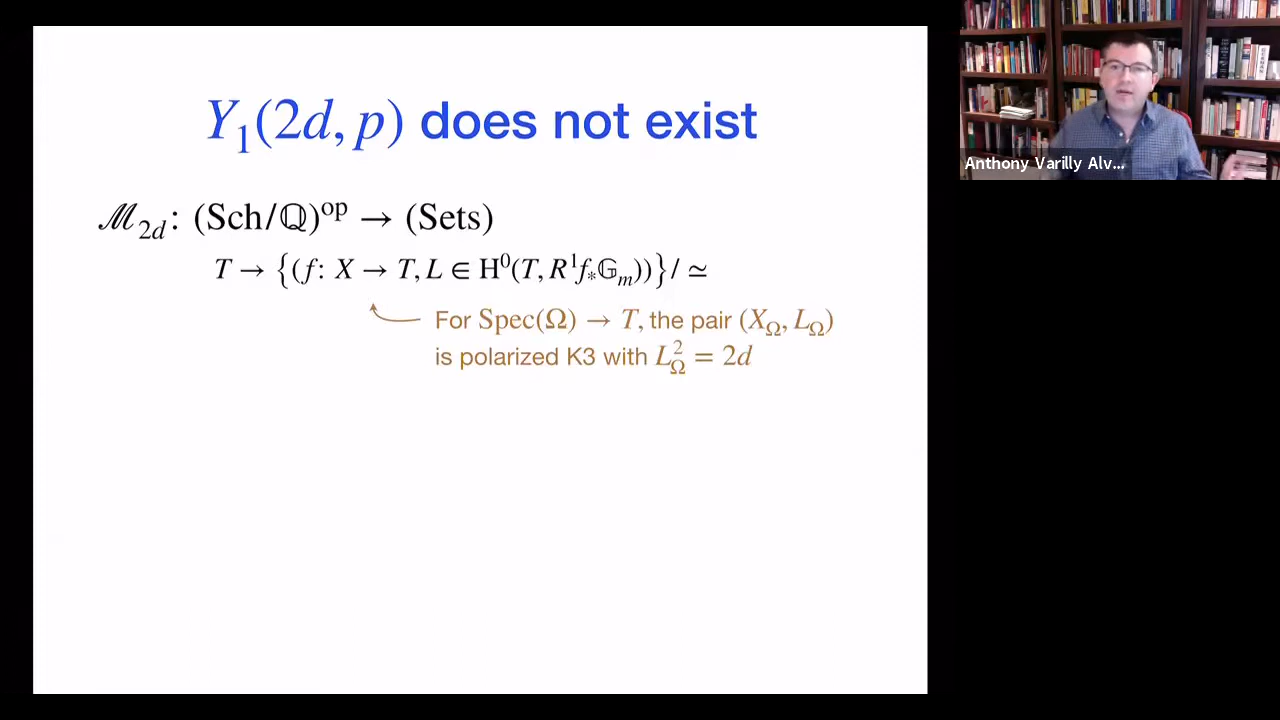 Y₁(2d, p) does not exist
ℳ₂d : (Sch/ℚ)ᵒᵖ → (Sets)
T → {(f : X → T, L ∈ H⁰(T, R¹f_*𝔾ₘ))}/ ≃
For Spec(Ω) → T, the pair (X_Ω, L_Ω)
is polarized K3 with L_Ω² = 2d
Anthony Varilly Alv...